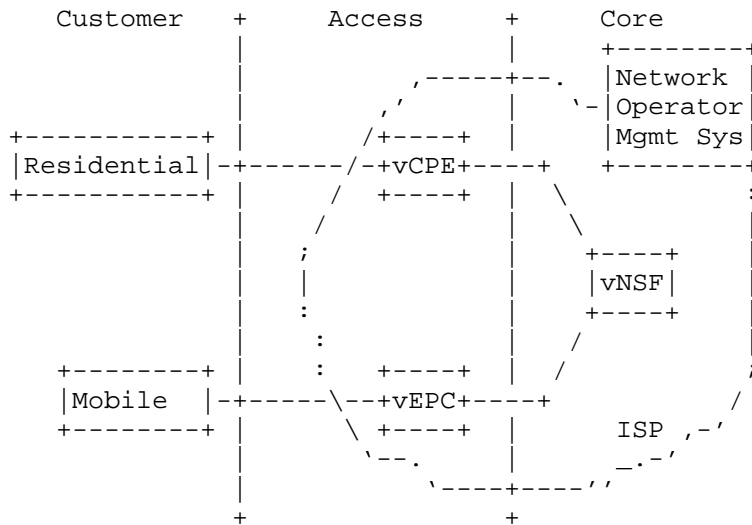 Customer Access Core
Network
Operator
Mgmt Sys
Residential vCPE
vNSF
Mobile vEPC
ISP